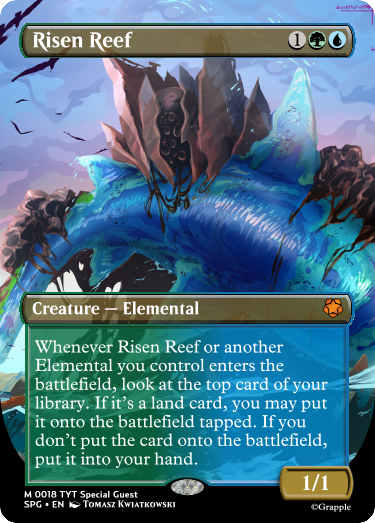 Risen Reef 1
Creature — Elemental
Whenever Risen Reef or another
Elemental you control enters the
battlefield, look at the top card of your
library. If it's a land card, you may put
it onto the battlefield tapped. If you
don't put the card onto the battlefield,
put it into your hand.
1/1
M 0018 TYT Special Guest
SPG • EN Tomasz Kwiatkowski
©Grapple